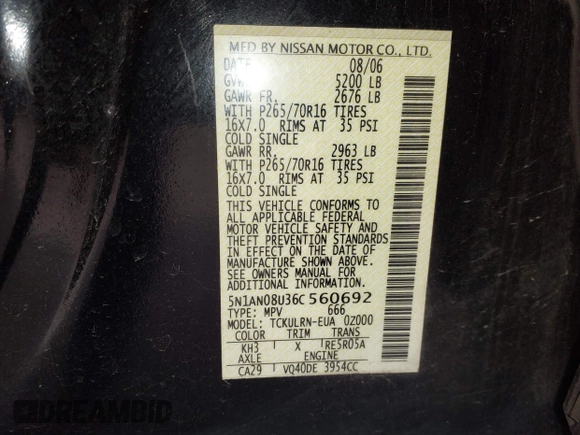 MFD BY NISSAN MOTOR CO., LTD.
DATE 08/06
GVW 5200 LB
GAWR FR. 2676 LB
WITH P265/70R16 TIRES
16X7.0 RIMS AT 35 PSI
COLD SINGLE
GAWR RR. 2963 LB
WITH P265/70R16 TIRES
16X7.0 RIMS AT 35 PSI
COLD SINGLE
THIS VEHICLE CONFORMS TO
ALL APPLICABLE FEDERAL
MOTOR VEHICLE SAFETY AND
THEFT PREVENTION STANDARDS
IN EFFECT ON THE DATE OF
MANUFACTURE SHOWN ABOVE.
SEE OWNERS MANUAL FOR
ADDITIONAL INFORMATION.
5N1AN08U36C560692
TYPE: MPV 666
MODEL: TCKULRN-EUA 0Z000
COLOR TRIM TRANS
KH3 X RE5R05A
AXLE ENGINE
CA29 VQ40DE 3954CC
DREAMBID